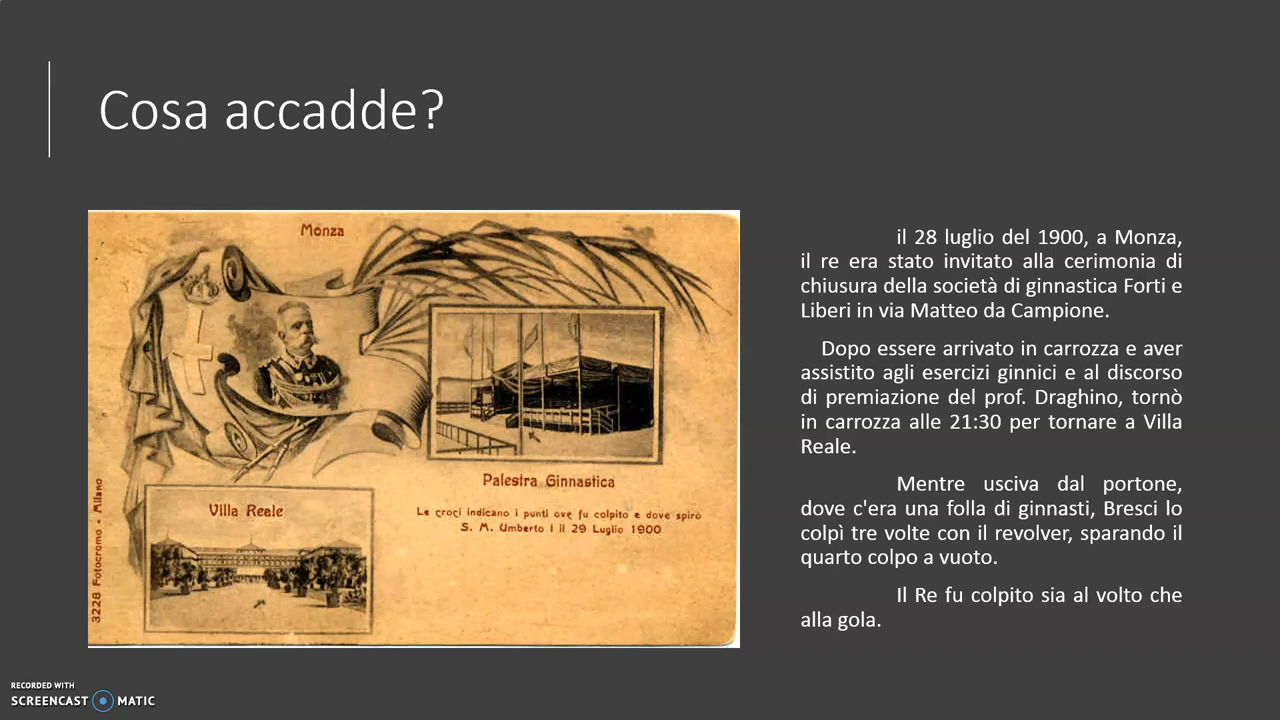 Cosa accadde?
Monza
Palestra Ginnastica
Le croci indicano i punti ove fu colpito e dove spirò
S. M. Umberto I il 29 Luglio 1900
Villa Reale
3228 Fotocromo - Milano
il 28 luglio del 1900, a Monza,
il re era stato invitato alla cerimonia di
chiusura della società di ginnastica Forti e
Liberi in via Matteo da Campione.
Dopo essere arrivato in carrozza e aver
assistito agli esercizi ginnici e al discorso
di premiazione del prof. Draghino, tornò
in carrozza alle 21:30 per tornare a Villa
Reale.
Mentre usciva dal portone,
dove c'era una folla di ginnasti, Bresci lo
colpì tre volte con il revolver, sparando il
quarto colpo a vuoto.
Il Re fu colpito sia al volto che
alla gola.
RECORDED WITH
SCREENCAST MATIC